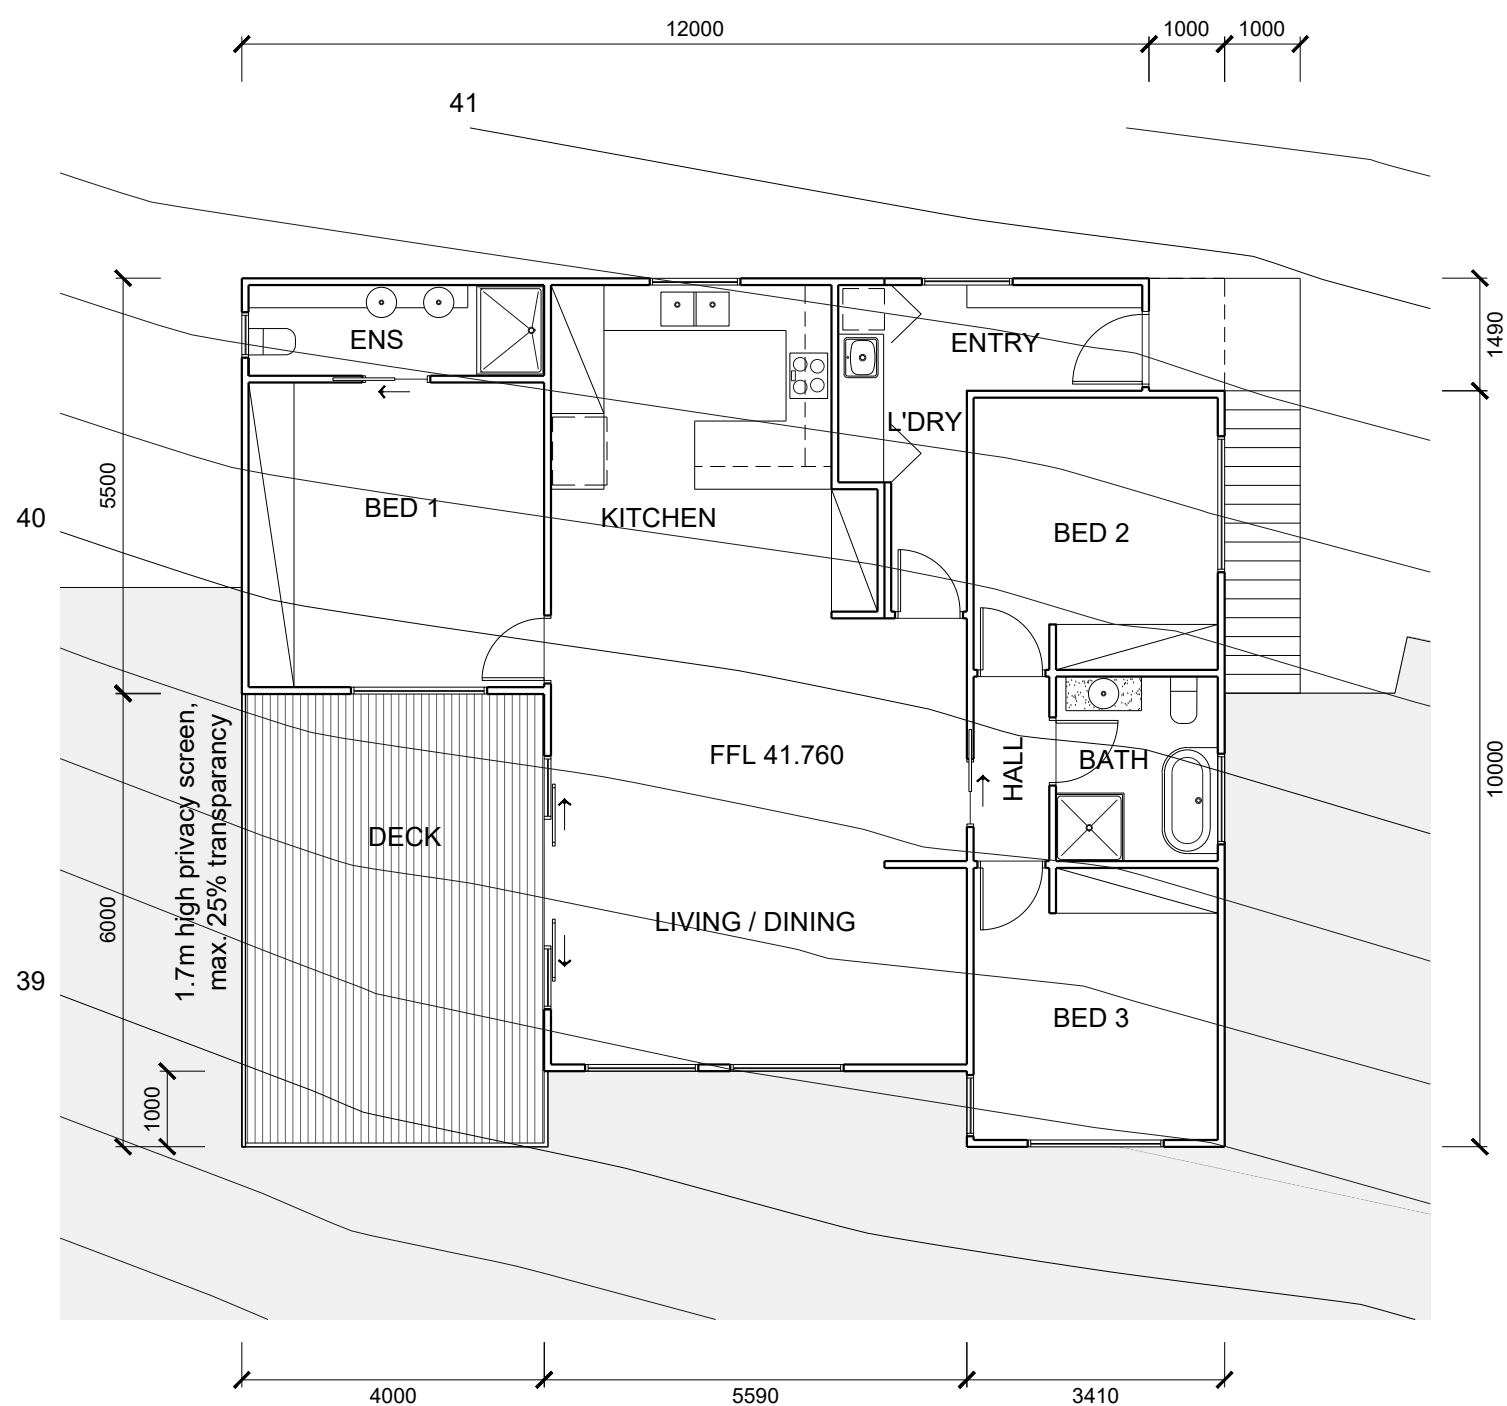 12000
1000
1000
41
1490
ENS
ENTRY
L'DRY
5500
BED 1
40
KITCHEN
BED 2
1.7m high privacy screen,
max. 25% transparancy
FFL 41.760
HALL
BATH
10000
DECK
6000
LIVING / DINING
39
BED 3
1000
4000
5590
3410